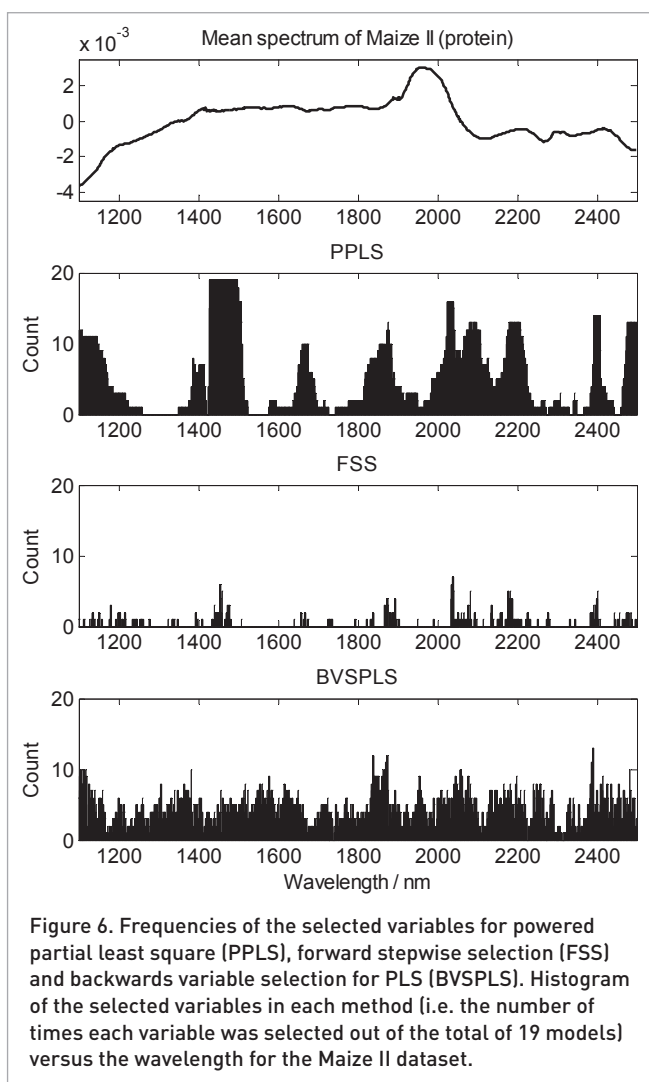 x 10⁻³
Mean spectrum of Maize II (protein)
2
0
-2
-4
1200 1400 1600 1800 2000 2200 2400
PPLS
20
10
0
Count
1200 1400 1600 1800 2000 2200 2400
FSS
20
10
0
Count
1200 1400 1600 1800 2000 2200 2400
BVSPLS
20
10
0
Count
1200 1400 1600 1800 2000 2200 2400
Wavelength / nm
Figure 6. Frequencies of the selected variables for powered
partial least square (PPLS), forward stepwise selection (FSS)
and backwards variable selection for PLS (BVSPLS). Histogram
of the selected variables in each method (i.e. the number of
times each variable was selected out of the total of 19 models)
versus the wavelength for the Maize II dataset.